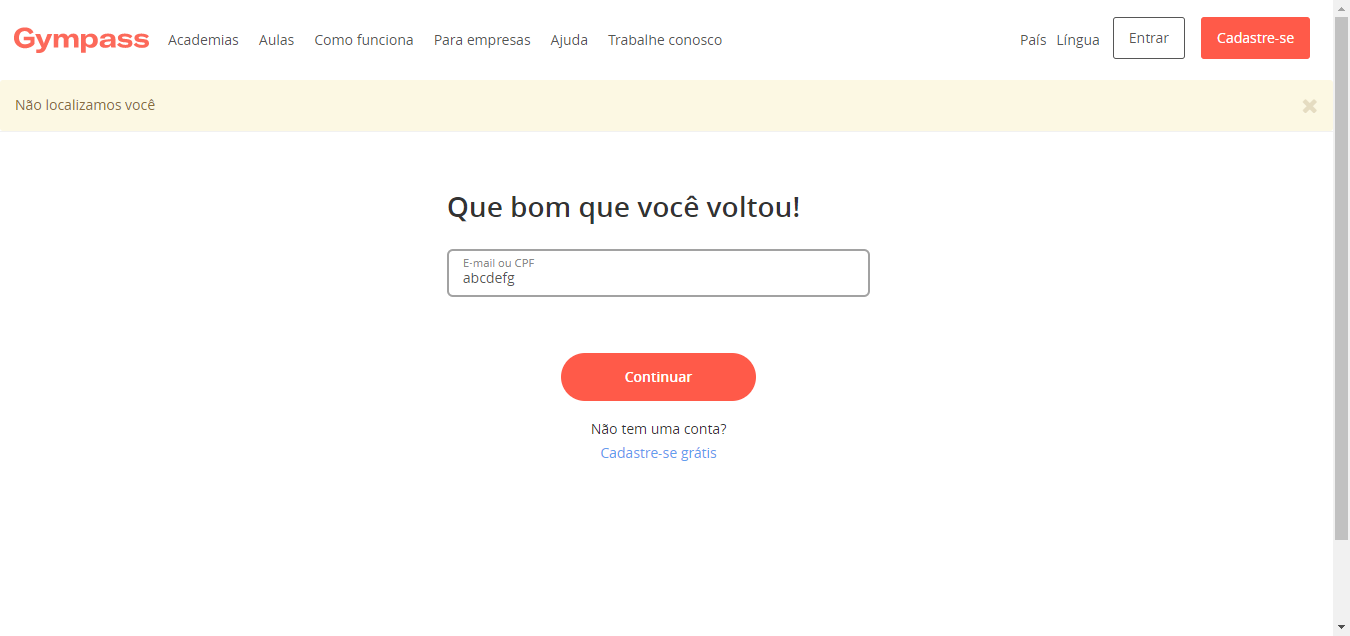 Gympass Academias Aulas Como funciona Para empresas Ajuda Trabalhe conosco País Língua Entrar Cadastre-se
Não localizamos você
Que bom que você voltou!
E-mail ou CPF
abcdefg
Continuar
Não tem uma conta?
Cadastre-se grátis